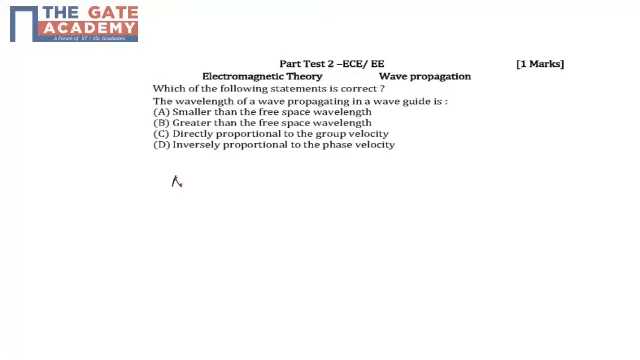 THE GATE
ACADEMY
A Forum of IIT / IISc Graduates
Part Test 2 –ECE/ EE [1 Marks]
Electromagnetic Theory Wave propagation
Which of the following statements is correct ?
The wavelength of a wave propagating in a wave guide is :
(A) Smaller than the free space wavelength
(B) Greater than the free space wavelength
(C) Directly proportional to the group velocity
(D) Inversely proportional to the phase velocity